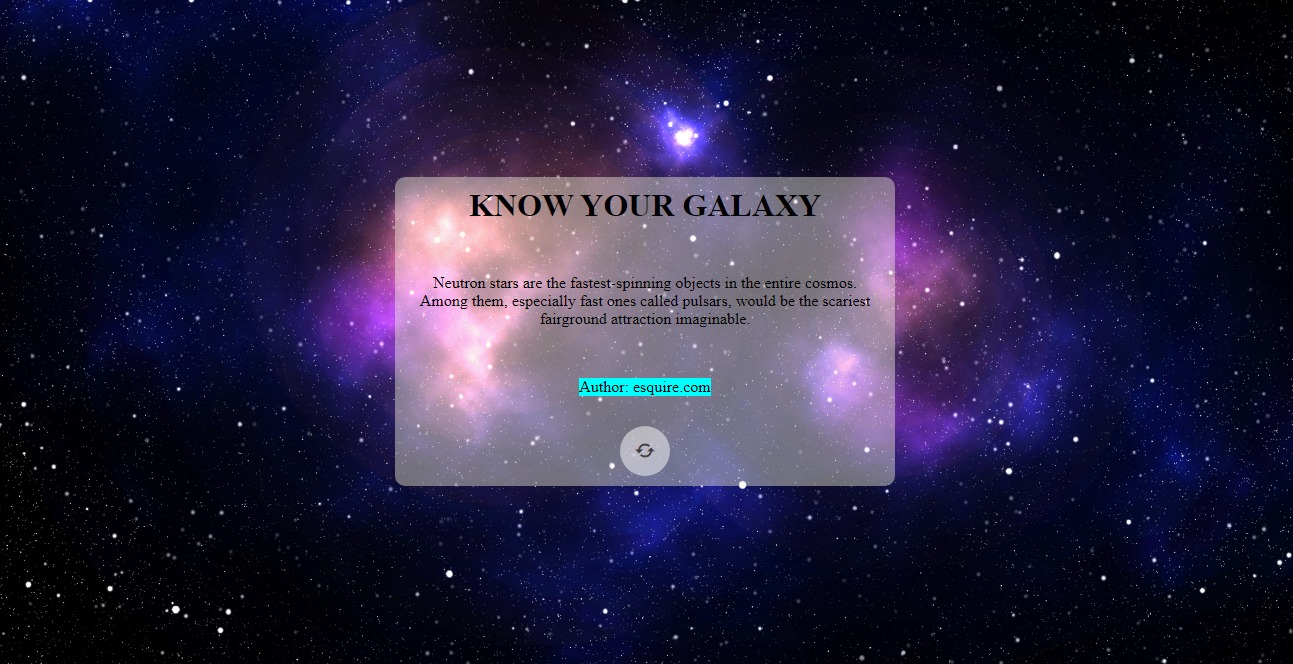 KNOW YOUR GALAXY
Neutron stars are the fastest-spinning objects in the entire cosmos.
Among them, especially fast ones called pulsars, would be the scariest
fairground attraction imaginable.
Author: esquire.com